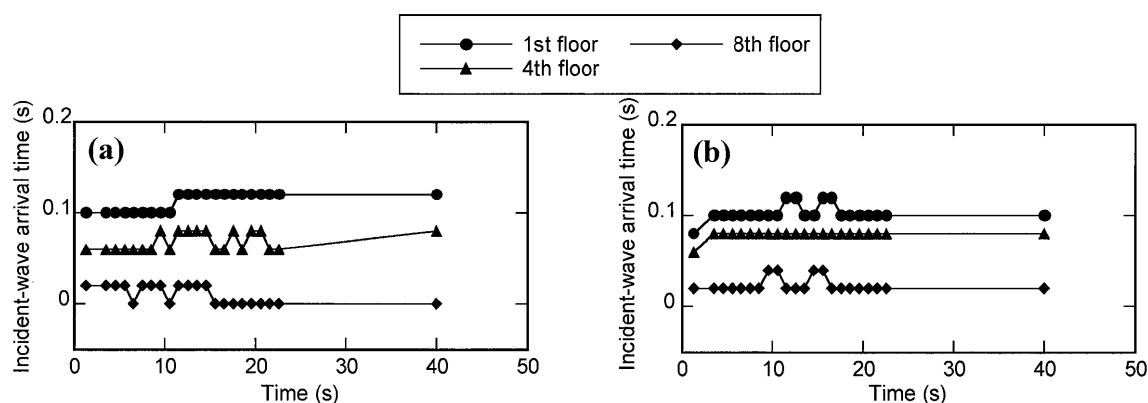 1st floor
8th floor
4th floor
(a)
Incident-wave arrival time (s)
0.2
0.1
0
0 10 20 30 40 50
Time (s)
(b)
Incident-wave arrival time (s)
0.2
0.1
0
0 10 20 30 40 50
Time (s)